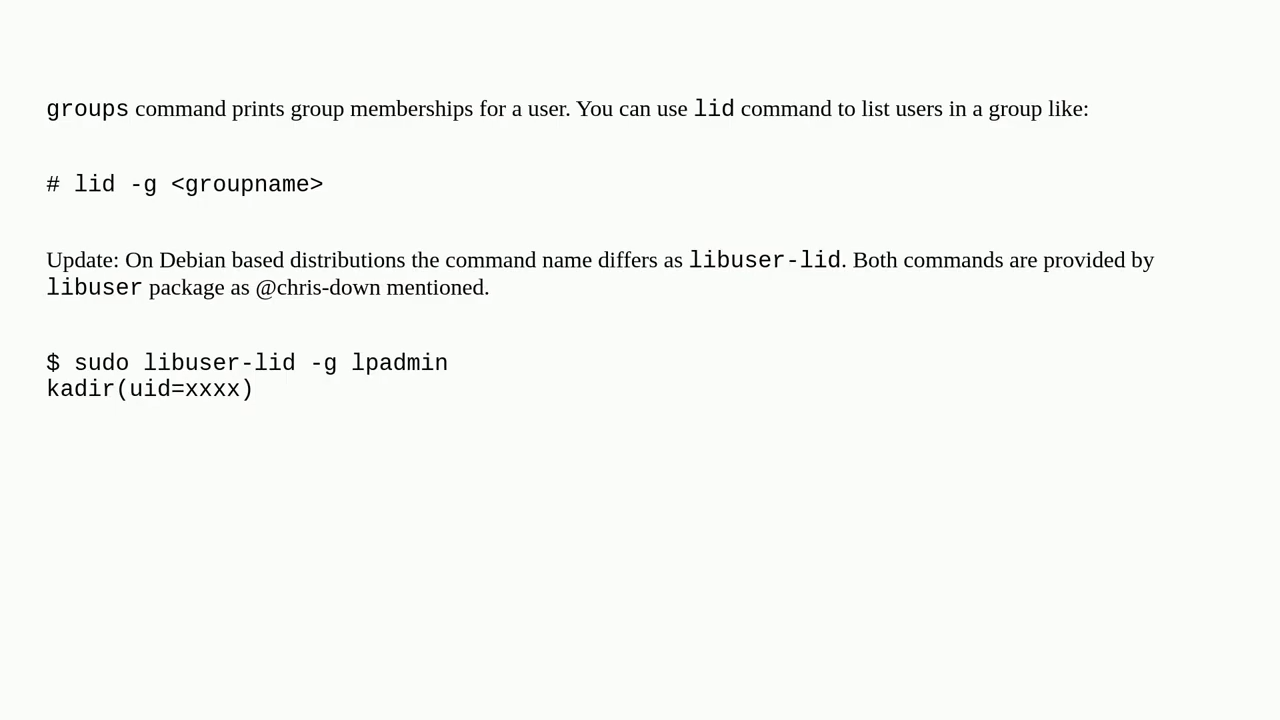 groups command prints group memberships for a user. You can use lid command to list users in a group like:
# lid -g <groupname>
Update: On Debian based distributions the command name differs as libuser-lid. Both commands are provided by
libuser package as @chris-down mentioned.
$ sudo libuser-lid -g lpadmin
kadir(uid=xxxx)